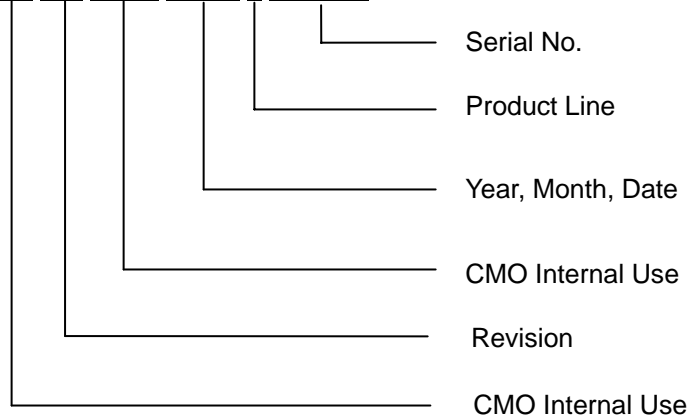 Serial No.
Product Line
Year, Month, Date
CMO Internal Use
Revision
CMO Internal Use